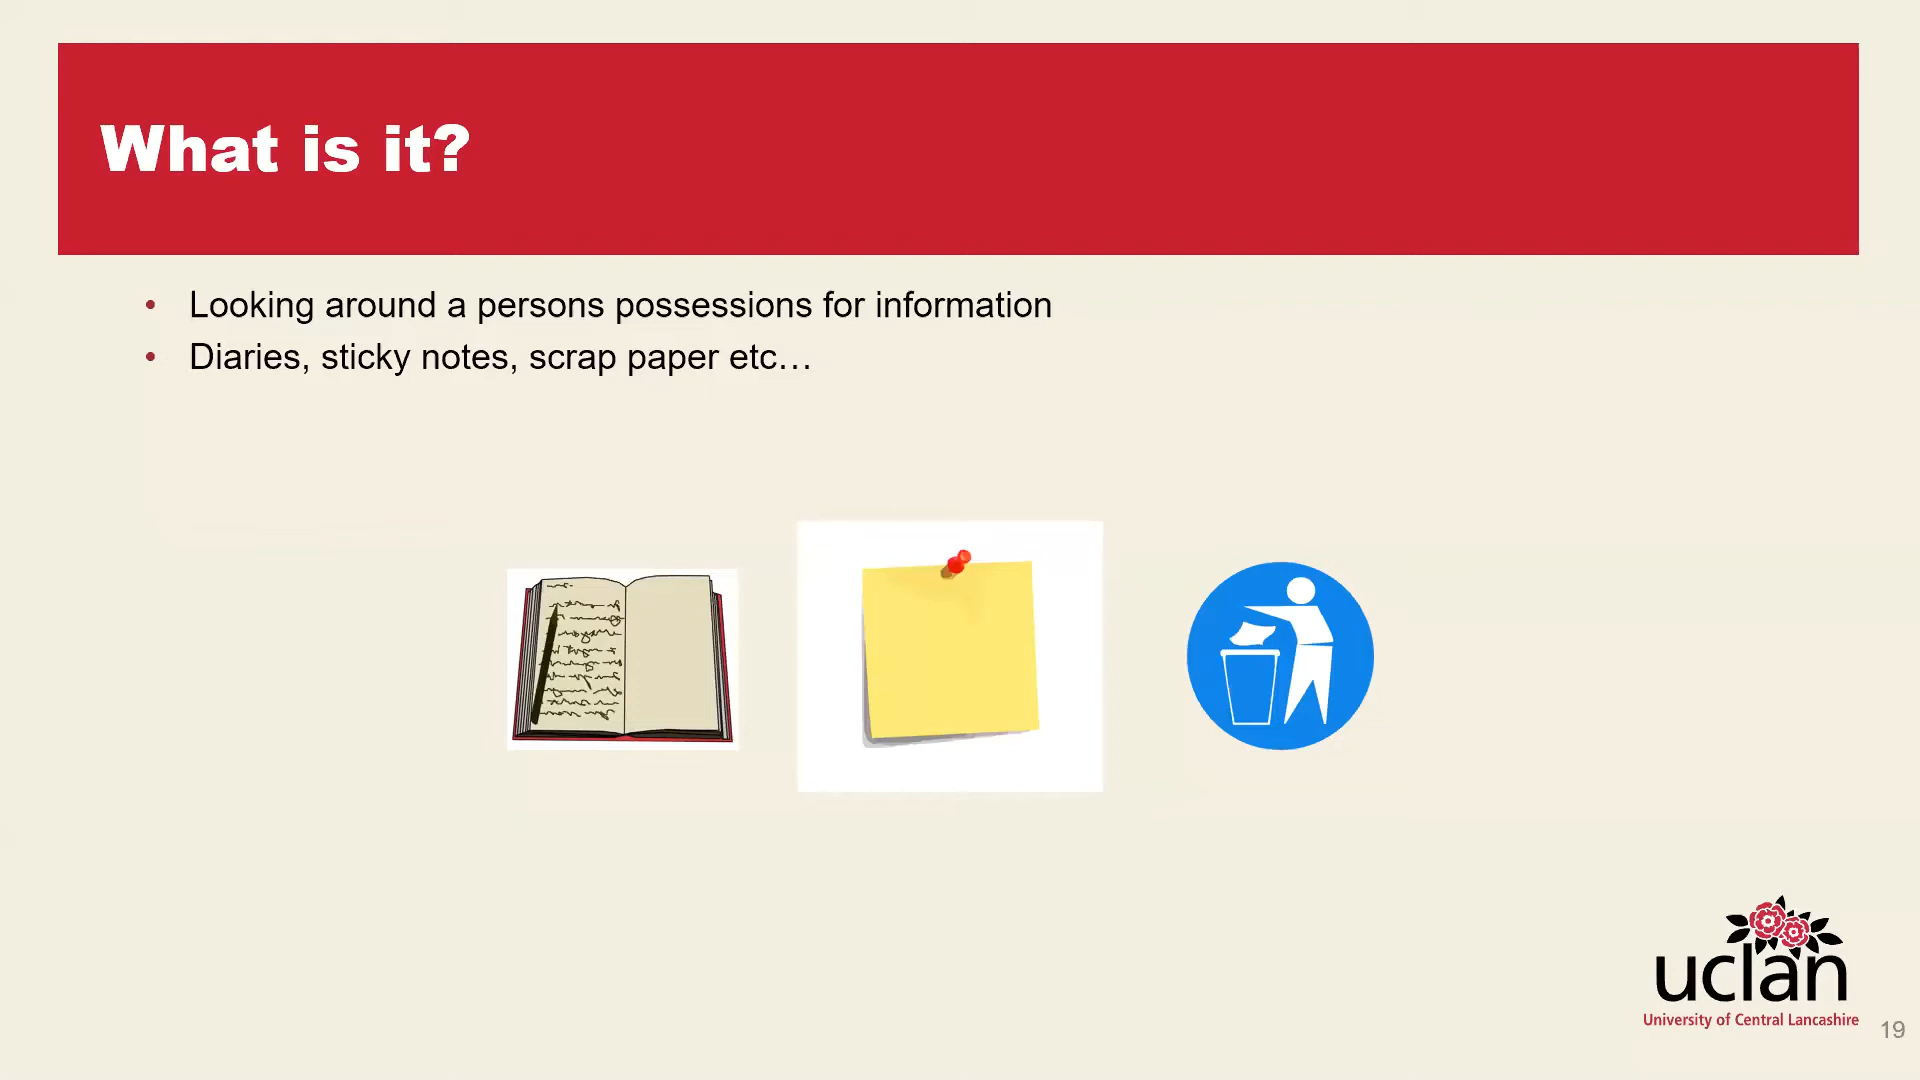 What is it?
• Looking around a persons possessions for information
• Diaries, sticky notes, scrap paper etc…
uclan
University of Central Lancashire
19